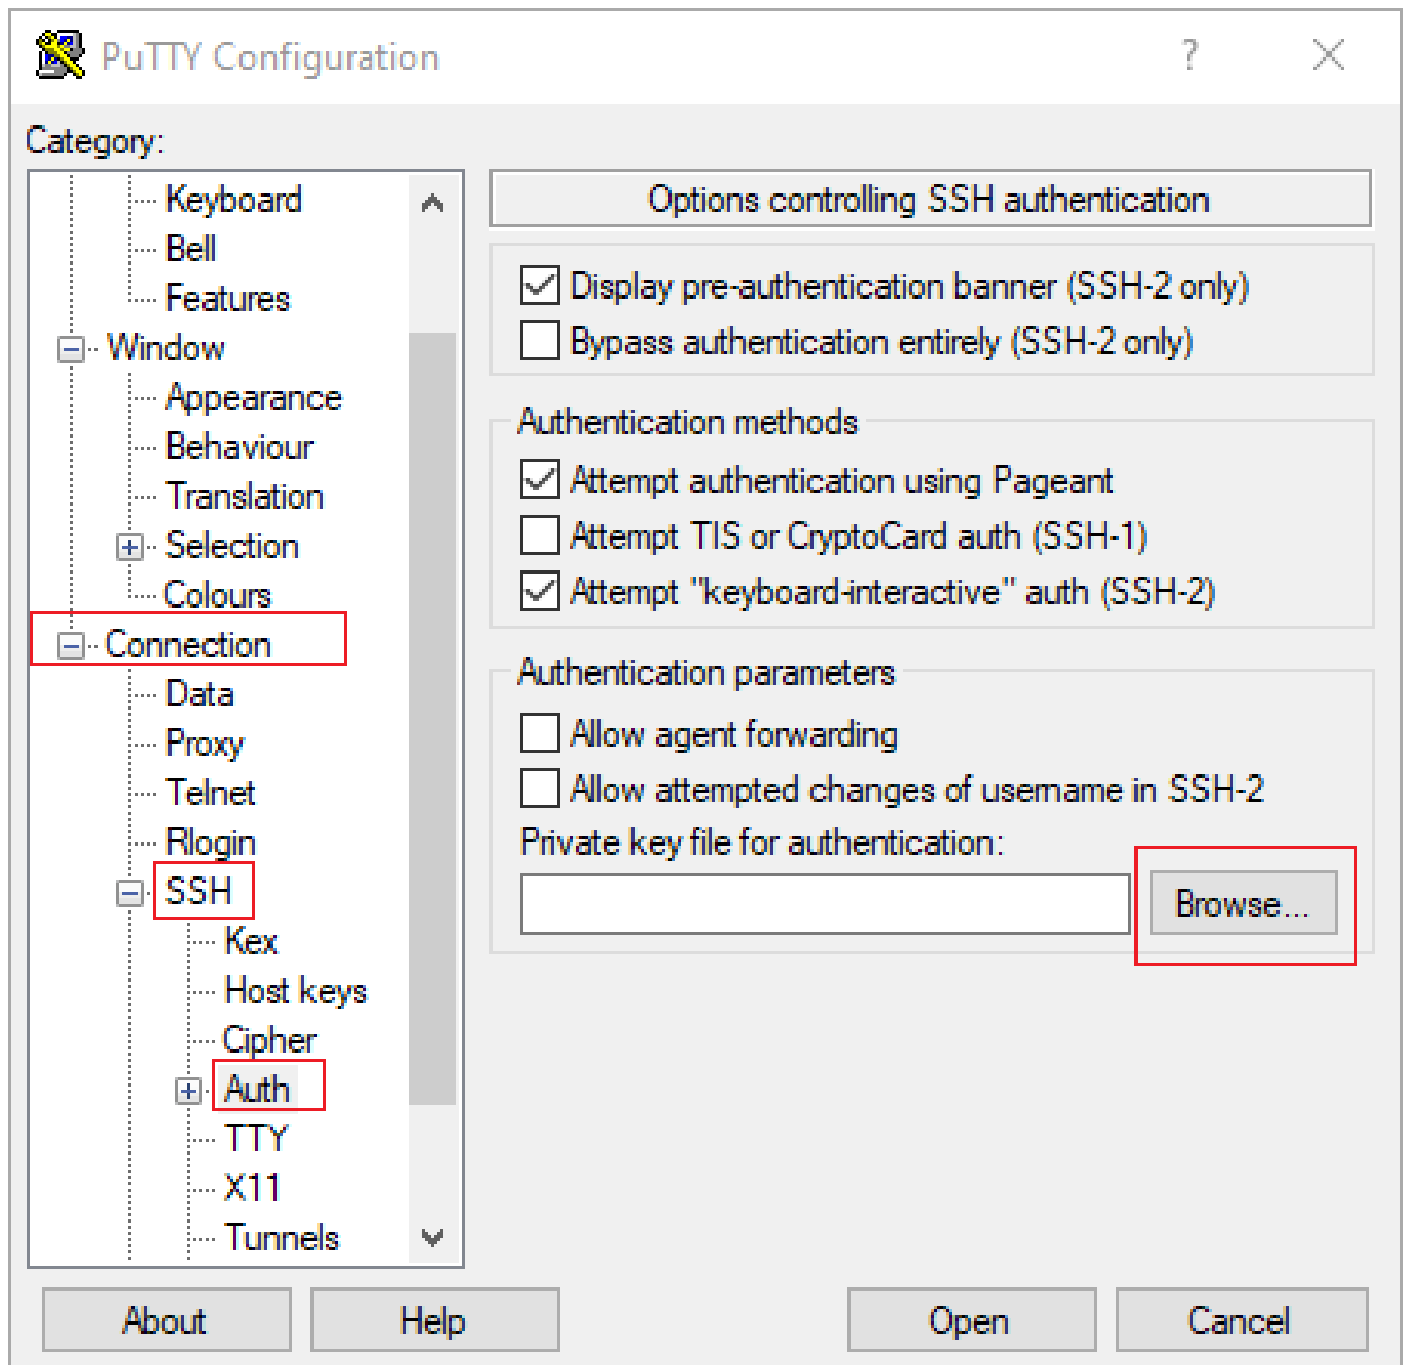 PuTTY Configuration
?
Category:
Keyboard
Bell
Features
Window
Appearance
Behaviour
Translation
Selection
Colours
Connection
Data
Proxy
Telnet
Rlogin
SSH
Kex
Host keys
Cipher
Auth
TTY
X11
Tunnels
Options controlling SSH authentication
Display pre-authentication banner (SSH-2 only)
Bypass authentication entirely (SSH-2 only)
Authentication methods
Attempt authentication using Pageant
Attempt TIS or CryptoCard auth (SSH-1)
Attempt "keyboard-interactive" auth (SSH-2)
Authentication parameters
Allow agent forwarding
Allow attempted changes of username in SSH-2
Private key file for authentication:
Browse...
About
Help
Open
Cancel